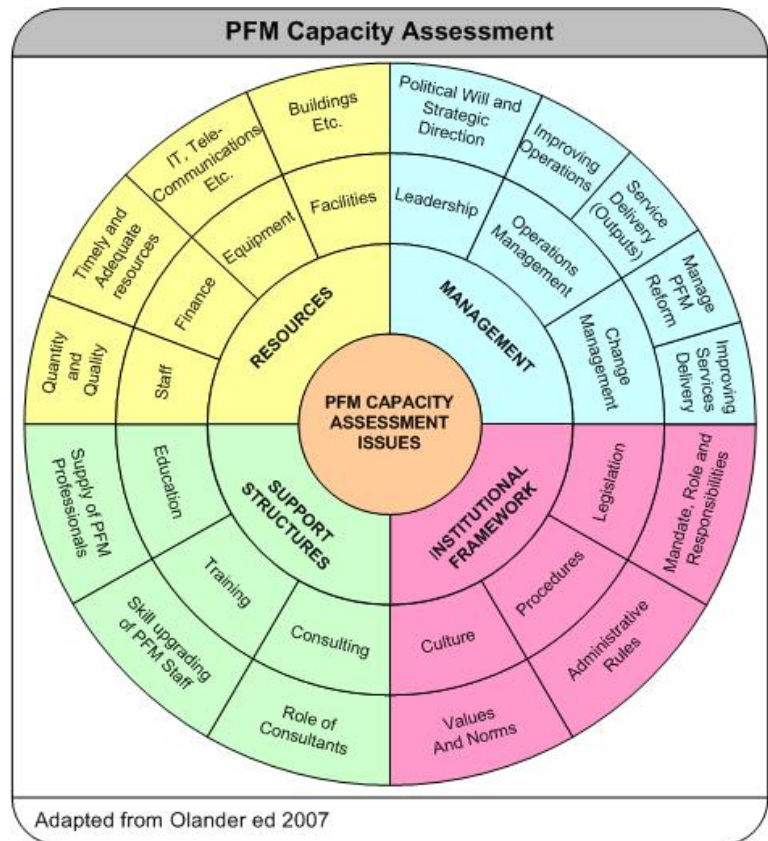 PFM Capacity Assessment
PFM CAPACITY
ASSESSMENT
ISSUES
MANAGEMENT
Leadership
Political Will and
Strategic
Direction
Operations
Management
Improving
Operations
Service
Delivery
(Outputs)
Change
Management
Manage
PFM
Reform
Improving
Services
Delivery
INSTITUTIONAL
FRAMEWORK
Legislation
Mandate, Role and
Responsibilities
Procedures
Administrative
Rules
Culture
Values
And Norms
SUPPORT
STRUCTURES
Consulting
Role of
Consultants
Training
Skill upgrading
of PFM Staff
Education
Supply of PFM
Professionals
RESOURCES
Staff
Quantity
and
Quality
Finance
Timely and
Adequate
resources
Equipment
IT, Tele-
Communications
Etc.
Facilities
Buildings
Etc.
Adapted from Olander ed 2007